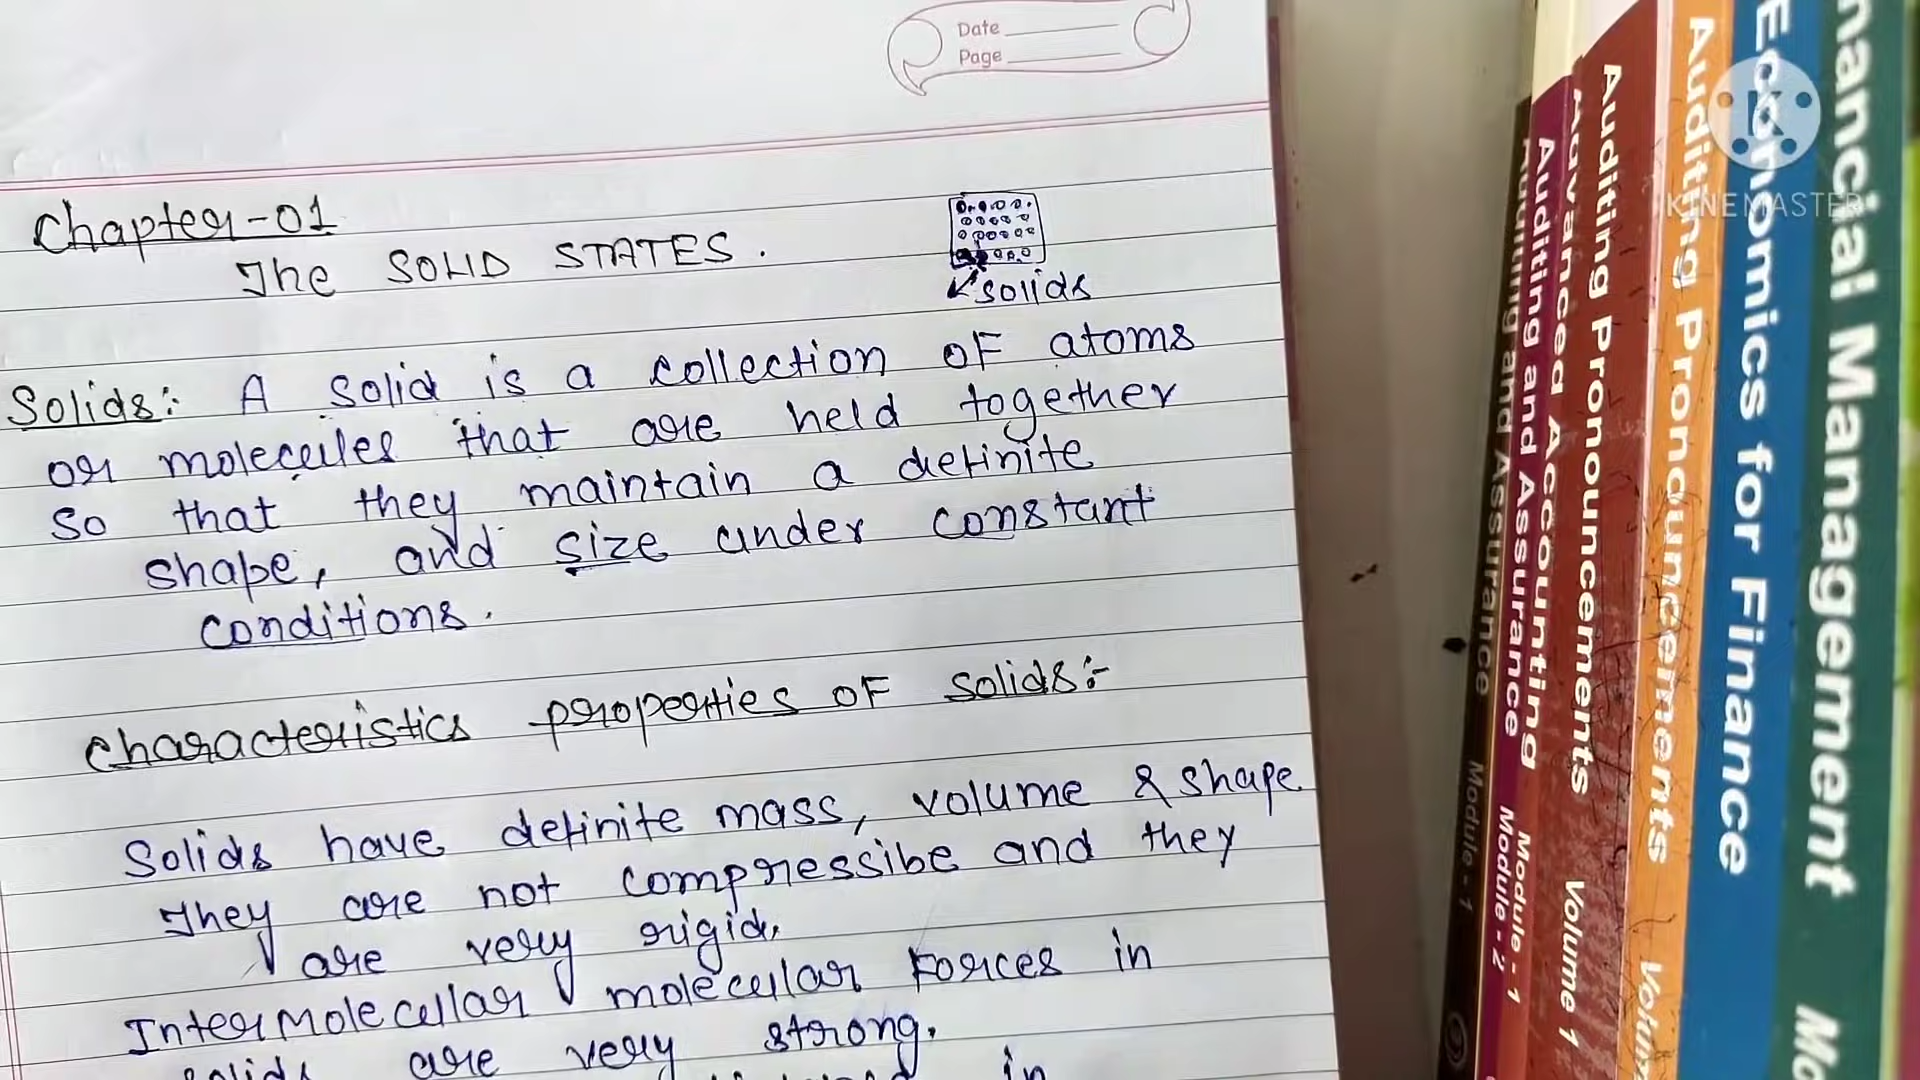 Date
Page
Chapter-01
The SOLID STATES.
solids
Solids:- A solid is a collection OF atoms
or molecules that are held together
so that they maintain a definite
shape, and size under constant
conditions.
Characteristics properties OF solids:-
Solids have definite mass, volume & shape
They are not compressibe and they
are very rigid.
Intermolecular molecular Forces in
solids are very strong.
in
Auditing and Assurance Module - 1
Auditing and Assurance Module - 2
Advanced Accounting Module - 1
Auditing Pronouncements Volume 1
Auditing Pronouncements
Economics for Finance
nancial Management Mo
K
KINEMASTER